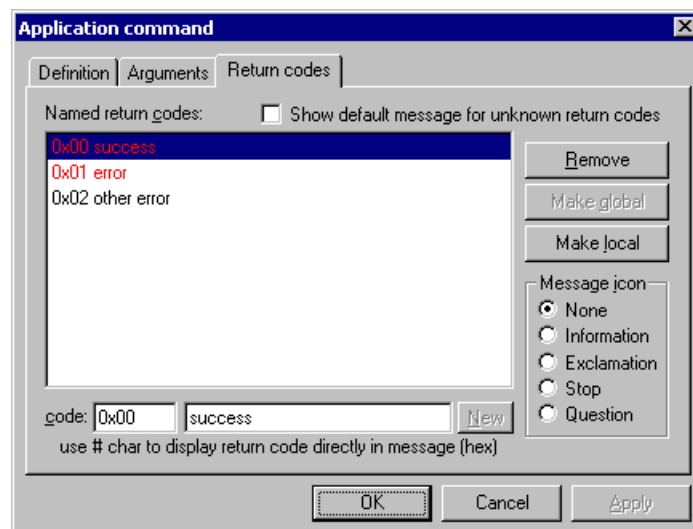 Application command
Definition Arguments Return codes
Named return codes: Show default message for unknown return codes
0x00 success
0x01 error
0x02 other error
Remove
Make global
Make local
Message icon
None
Information
Exclamation
Stop
Question
code: 0x00 success New
use # char to display return code directly in message (hex)
OK Cancel Apply